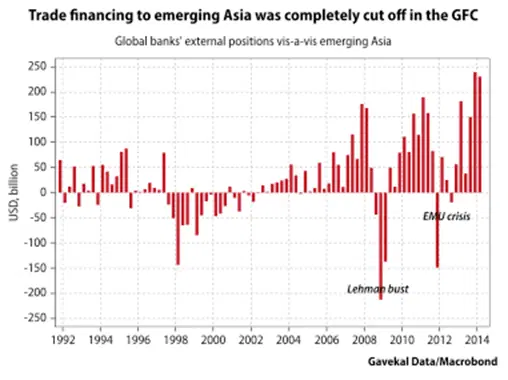 Trade financing to emerging Asia was completely cut off in the GFC
Global banks' external positions vis-a-vis emerging Asia
USD, billion
250
200
150
100
50
0
-50
-100
-150
-200
-250
EMU crisis
Lehman bust
1992 1994 1996 1998 2000 2002 2004 2006 2008 2010 2012 2014
Gavekal Data/Macrobond